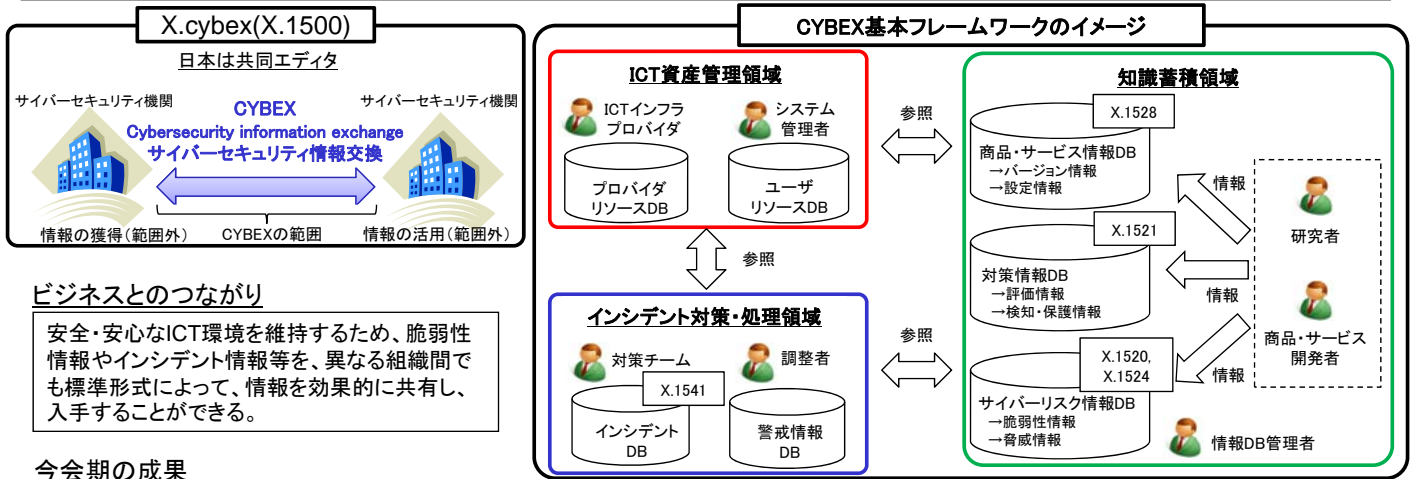 X.cybex(X.1500)
日本は共同エディタ
サイバーセキュリティ機関
サイバーセキュリティ機関
CYBEX
Cybersecurity information exchange
サイバーセキュリティ情報交換
情報の獲得(範囲外)
CYBEXの範囲
情報の活用(範囲外)
ビジネスとのつながり
安全・安心なICT環境を維持するため、脆弱性
情報やインシデント情報等を、異なる組織間で
も標準形式によって、情報を効果的に共有し、
入手することができる。
今会期の成果
CYBEX基本フレームワークのイメージ
ICT資産管理領域
ICTインフラ
プロバイダ
システム
管理者
プロバイダ
リソースDB
ユーザ
リソースDB
参照
参照
インシデント対策・処理領域
対策チーム
調整者
X.1541
インシデント
DB
警戒情報
DB
参照
知識蓄積領域
X.1528
商品・サービス情報DB
→バージョン情報
→設定情報
X.1521
対策情報DB
→評価情報
→検知・保護情報
X.1520,
X.1524
サイバーリスク情報DB
→脆弱性情報
→脅威情報
情報
情報
情報
研究者
商品・サービス
開発者
情報DB管理者